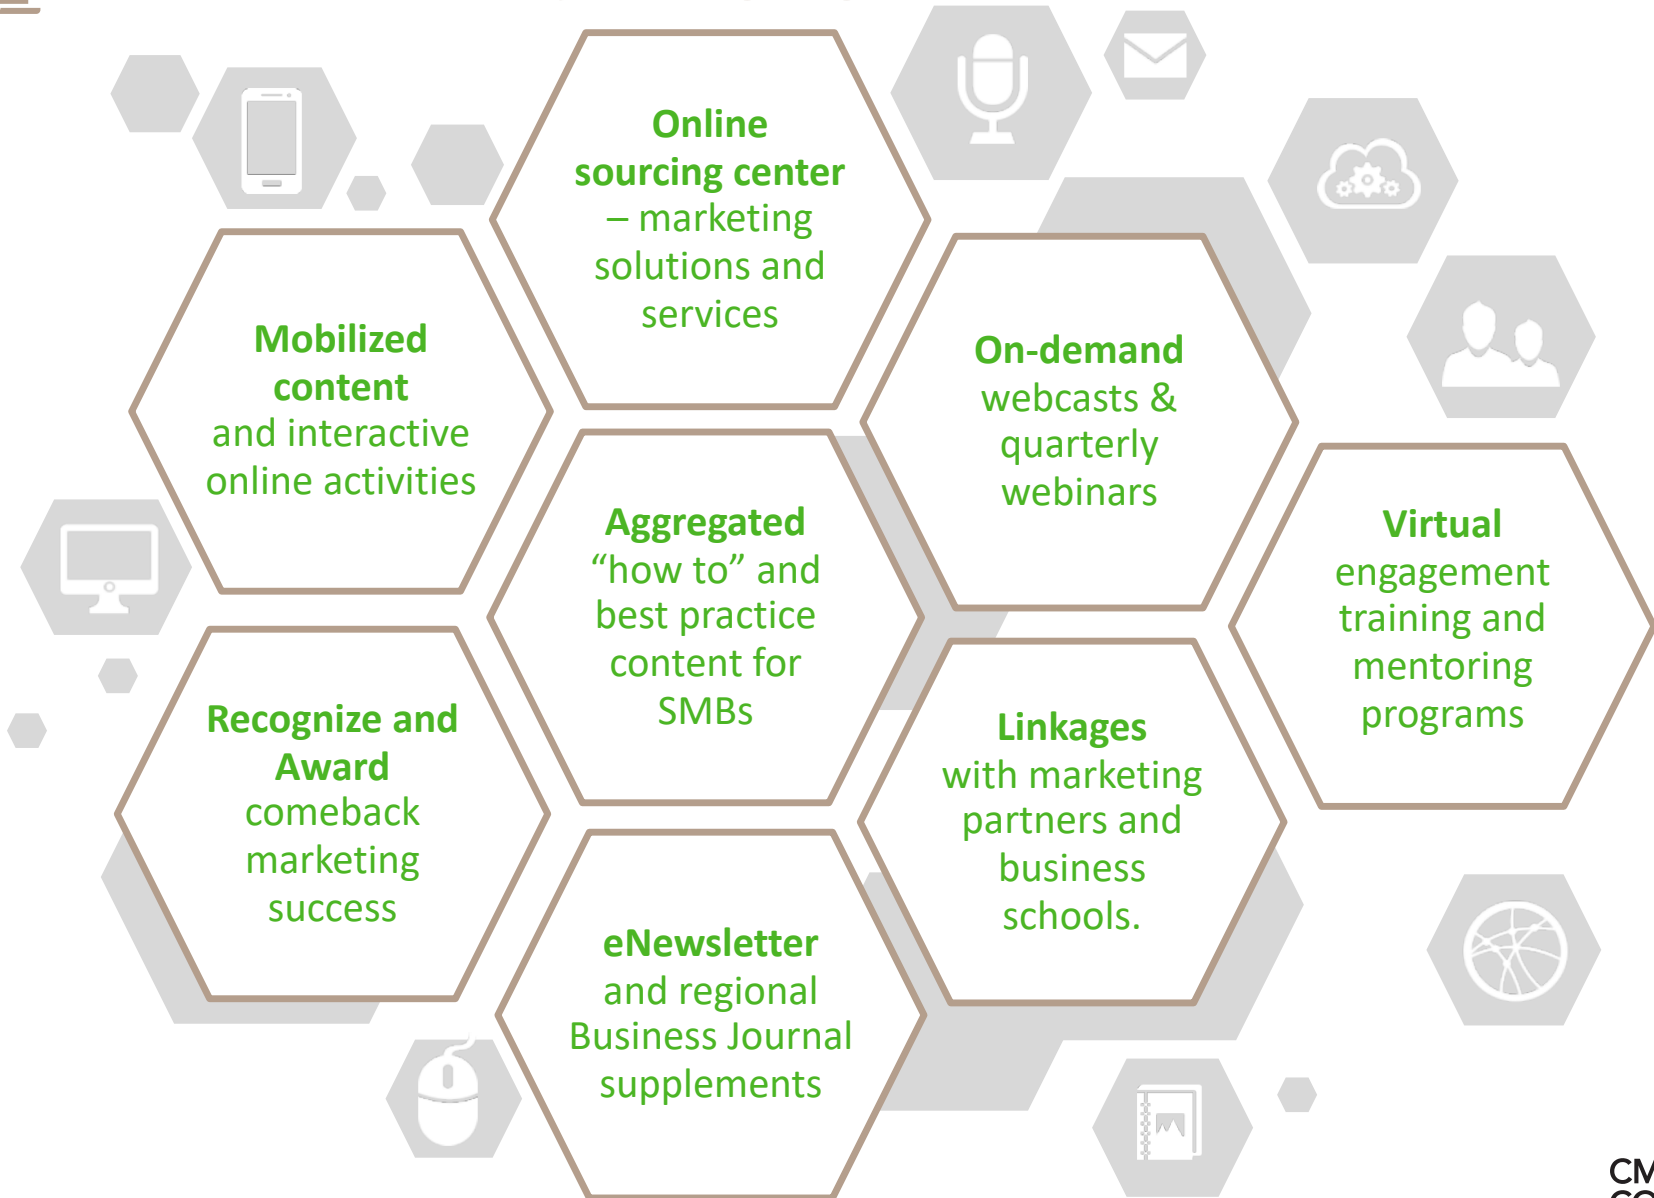 Online
sourcing center
– marketing
solutions and
services
Mobilized
content
and interactive
online activities
On-demand
webcasts &
quarterly
webinars
Aggregated
“how to” and
best practice
content for
SMBs
Virtual
engagement
training and
mentoring
programs
Recognize and
Award
comeback
marketing
success
Linkages
with marketing
partners and
business
schools.
eNewsletter
and regional
Business Journal
supplements